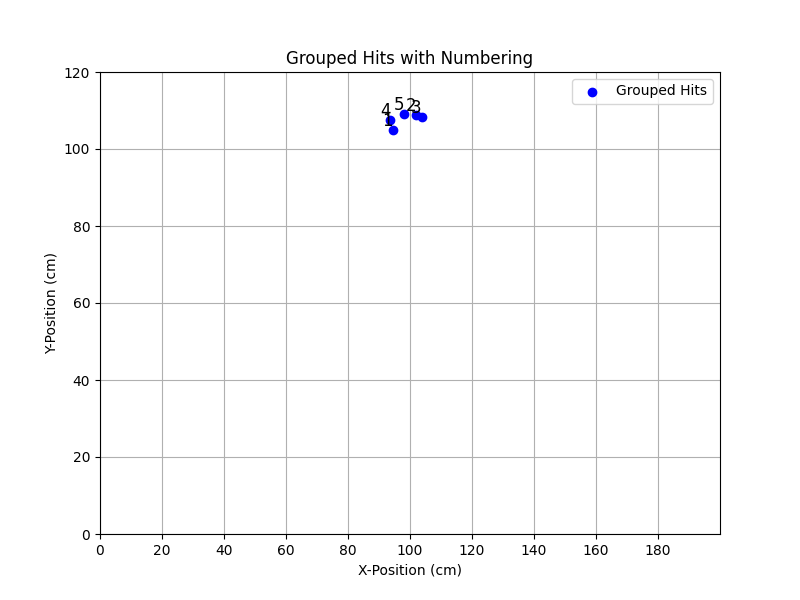 Grouped Hits with Numbering
120
Grouped Hits
5
2
3
4
1
100
80
60
40
20
0
Y-Position (cm)
0 20 40 60 80 100 120 140 160 180
X-Position (cm)